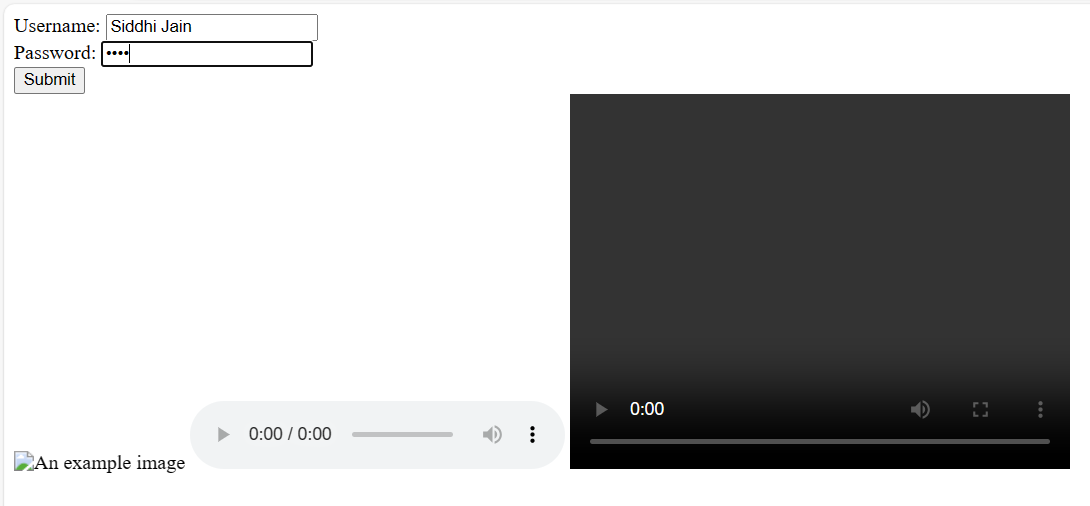 Username: Siddhi Jain
Password: ••••
Submit
0:00
0:00 / 0:00
An example image